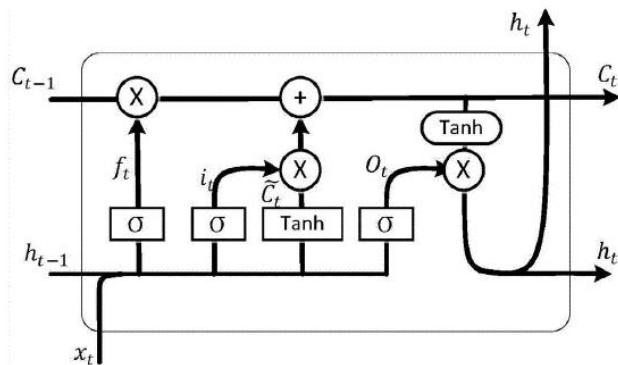 h_t
C_{t-1} X + C_t
Tanh
f_t i_t X O_t X
C̃_t
σ σ Tanh σ
h_{t-1} h_t
x_t